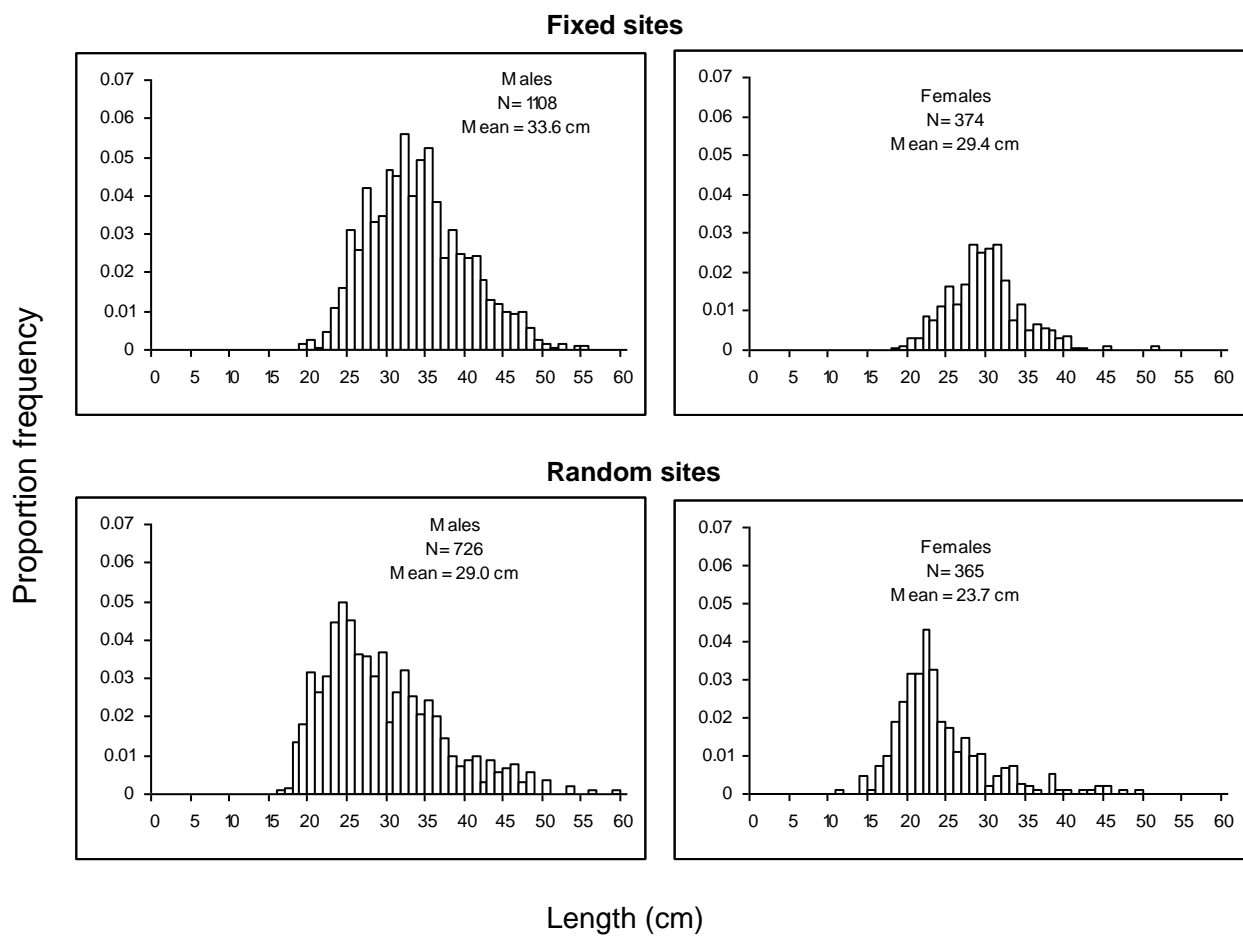 Fixed sites
Males
N= 1108
Mean = 33.6 cm
0.07
0.06
0.05
0.04
0.03
0.02
0.01
0
0 5 10 15 20 25 30 35 40 45 50 55 60
Females
N= 374
Mean = 29.4 cm
0.07
0.06
0.05
0.04
0.03
0.02
0.01
0
0 5 10 15 20 25 30 35 40 45 50 55 60
Proportion frequency
Random sites
Males
N= 726
Mean = 29.0 cm
0.07
0.06
0.05
0.04
0.03
0.02
0.01
0
0 5 10 15 20 25 30 35 40 45 50 55 60
Females
N= 365
Mean = 23.7 cm
0.07
0.06
0.05
0.04
0.03
0.02
0.01
0
0 5 10 15 20 25 30 35 40 45 50 55 60
Length (cm)